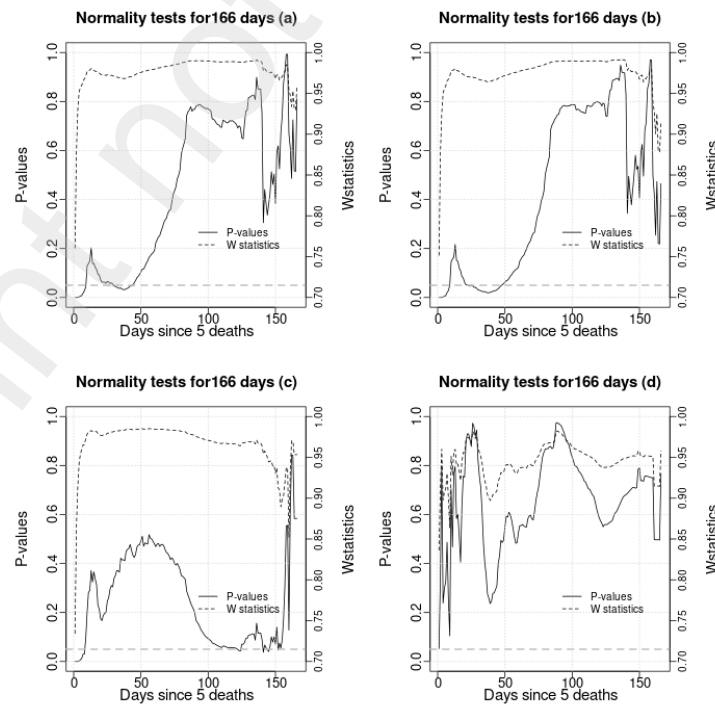 Normality tests for166 days (a)
P-values
0.0 0.2 0.4 0.6 0.8 1.0
0.70 0.75 0.80 0.85 0.90 0.95 1.00
Wstatistics
P-values
W statistics
0 50 100 150
Days since 5 deaths
Normality tests for166 days (b)
P-values
0.0 0.2 0.4 0.6 0.8 1.0
0.70 0.75 0.80 0.85 0.90 0.95 1.00
Wstatistics
P-values
W statistics
0 50 100 150
Days since 5 deaths
Normality tests for166 days (c)
P-values
0.0 0.2 0.4 0.6 0.8 1.0
0.70 0.75 0.80 0.85 0.90 0.95 1.00
Wstatistics
P-values
W statistics
0 50 100 150
Days since 5 deaths
Normality tests for166 days (d)
P-values
0.0 0.2 0.4 0.6 0.8 1.0
0.70 0.75 0.80 0.85 0.90 0.95 1.00
Wstatistics
P-values
W statistics
0 50 100 150
Days since 5 deaths